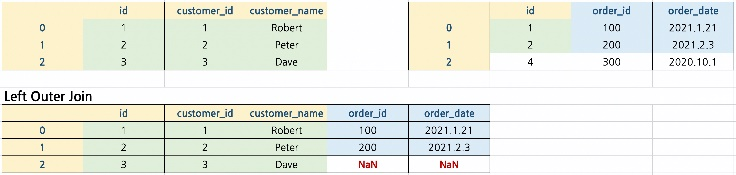 id customer_id customer_name id order_id order_date
0 1 1 Robert 0 1 100 2021.1.21
1 2 2 Peter 1 2 200 2021.2.3
2 3 3 Dave 2 4 300 2020.10.1
Left Outer Join
id customer_id customer_name order_id order_date
0 1 1 Robert 100 2021.1.21
1 2 2 Peter 200 2021.2.3
2 3 3 Dave NaN NaN